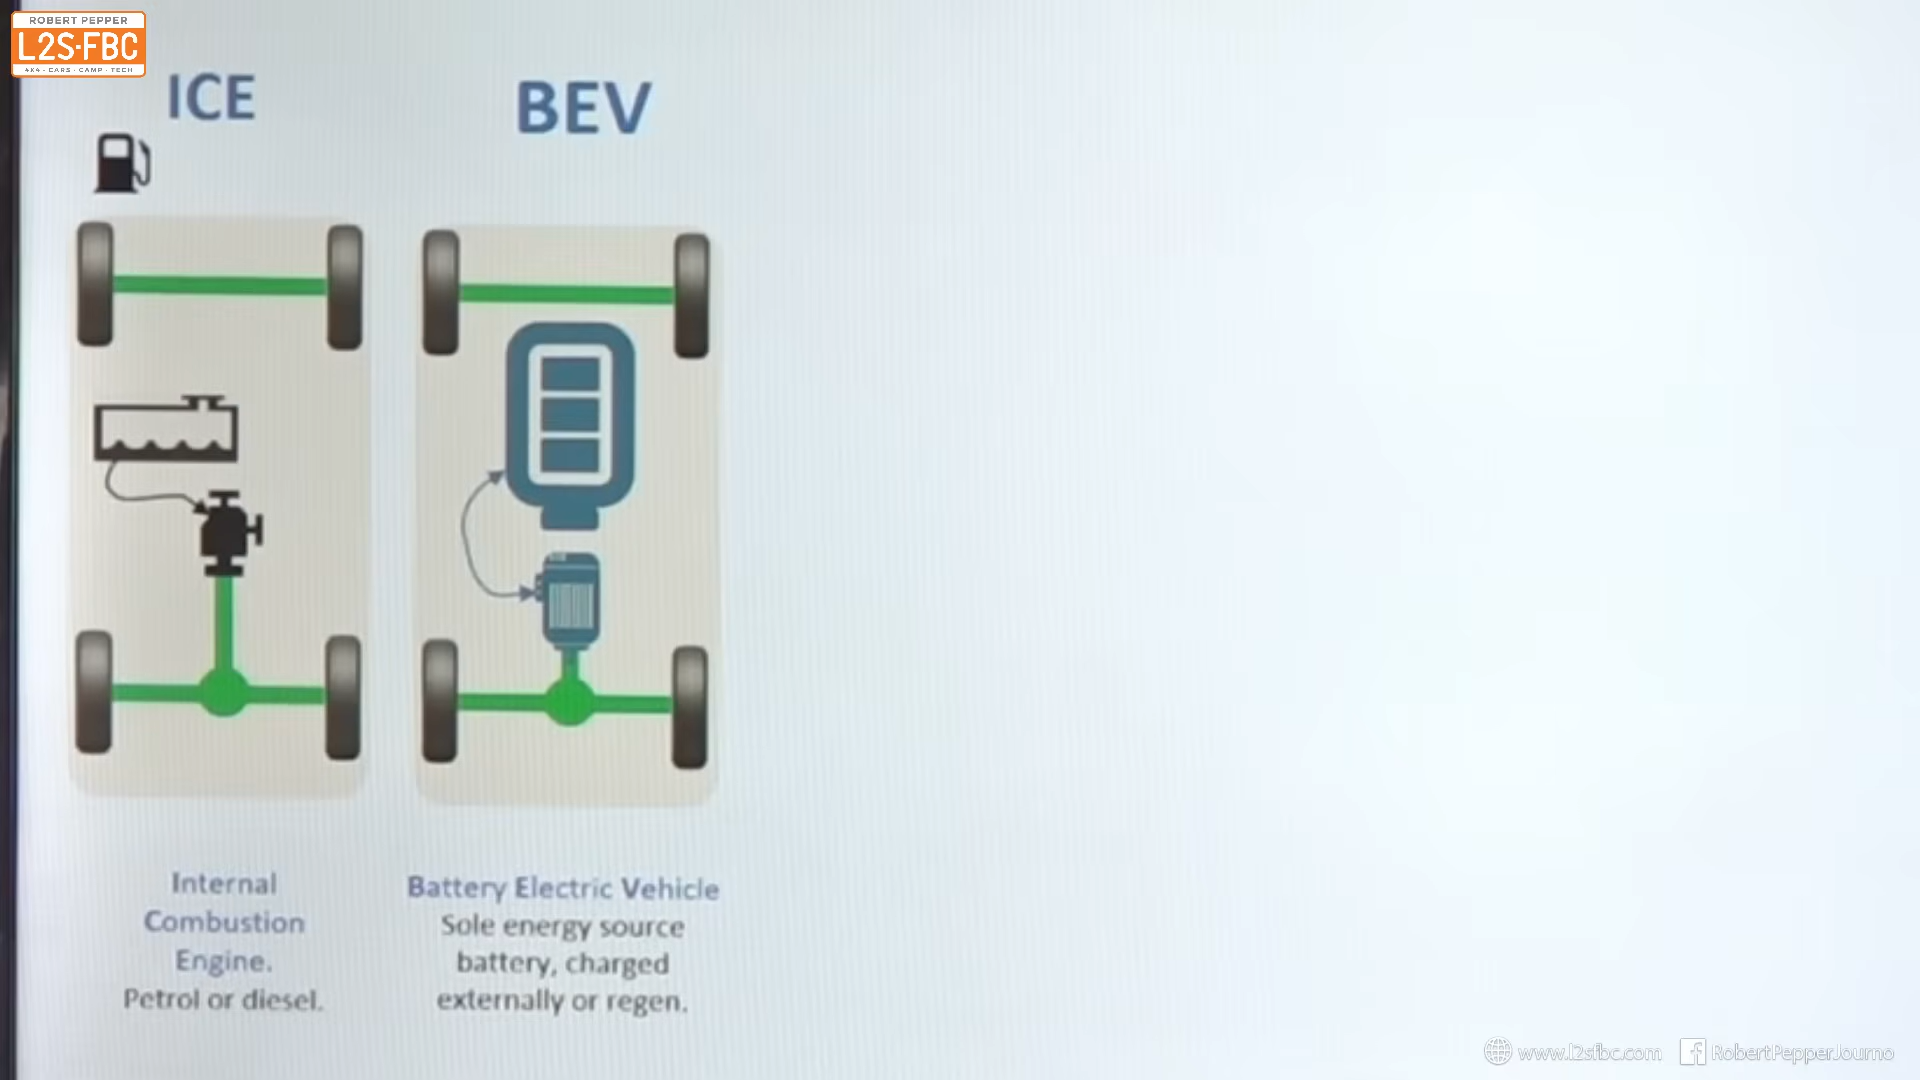 ROBERT PEPPER
L2S-FBC
4X4 - CARS - CAMP - TECH
ICE
BEV
Internal
Combustion
Engine.
Petrol or diesel.
Battery Electric Vehicle
Sole energy source
battery, charged
externally or regen.
www.l2sfbc.com
RobertPepperJourno